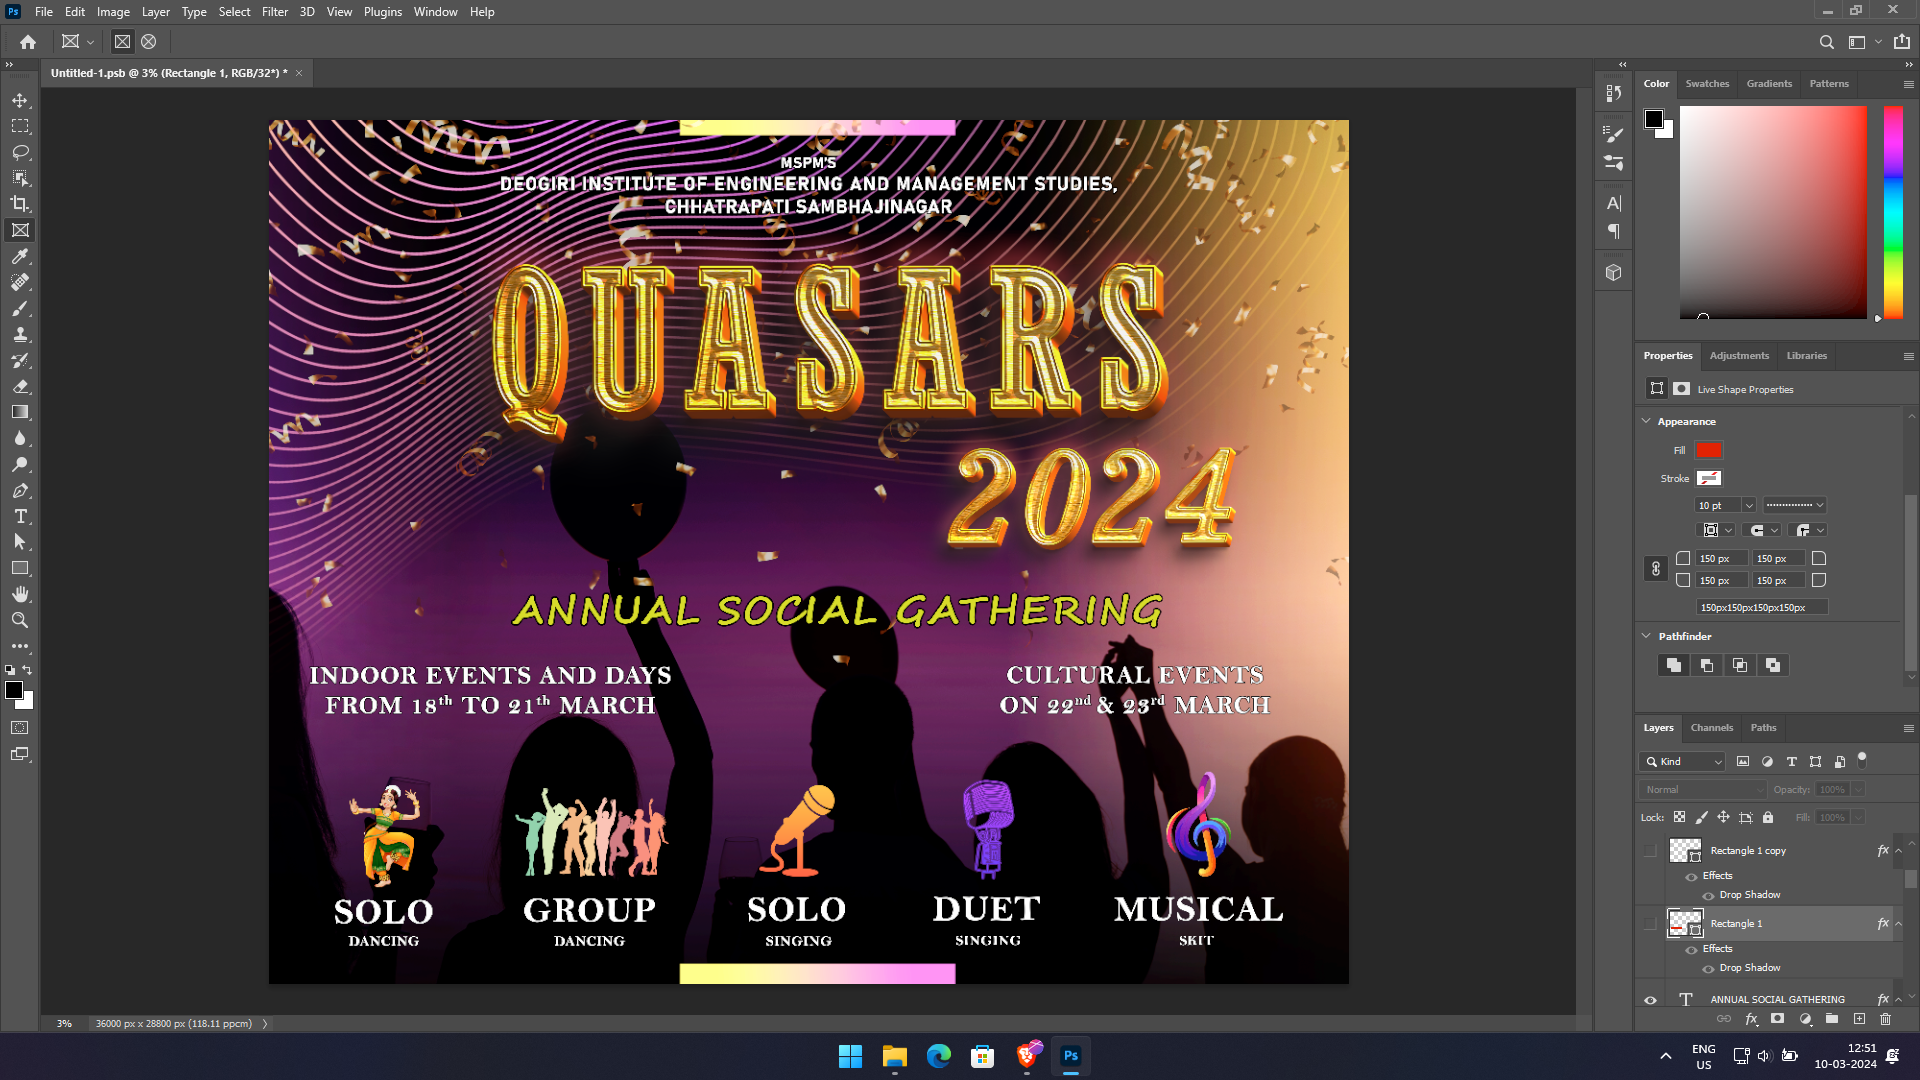 Ps File Edit Image Layer Type Select Filter 3D View Plugins Window Help
Untitled-1.psb @ 3% (Rectangle 1, RGB/32*) *
MSPM'S
DEOGIRI INSTITUTE OF ENGINEERING AND MANAGEMENT STUDIES,
CHHATRAPATI SAMBHAJINAGAR
QUASARS
2024
ANNUAL SOCIAL GATHERING
INDOOR EVENTS AND DAYS
FROM 18th TO 21th MARCH
CULTURAL EVENTS
ON 22nd & 23rd MARCH
SOLO
DANCING
GROUP
DANCING
SOLO
SINGING
DUET
SINGING
MUSICAL
SKIT
3% 36000 px x 28800 px (118.11 ppcm)
Color Swatches Gradients Patterns
Properties Adjustments Libraries
Live Shape Properties
Appearance
Fill
Stroke
10 pt
150 px 150 px
150 px 150 px
150px150px150px150px
Pathfinder
Layers Channels Paths
Kind
Normal Opacity: 100%
Lock: Fill: 100%
Rectangle 1 copy fx
Effects
Drop Shadow
Rectangle 1 fx
Effects
Drop Shadow
T ANNUAL SOCIAL GATHERING fx
fx
Ps
ENG
US
12:51
10-03-2024